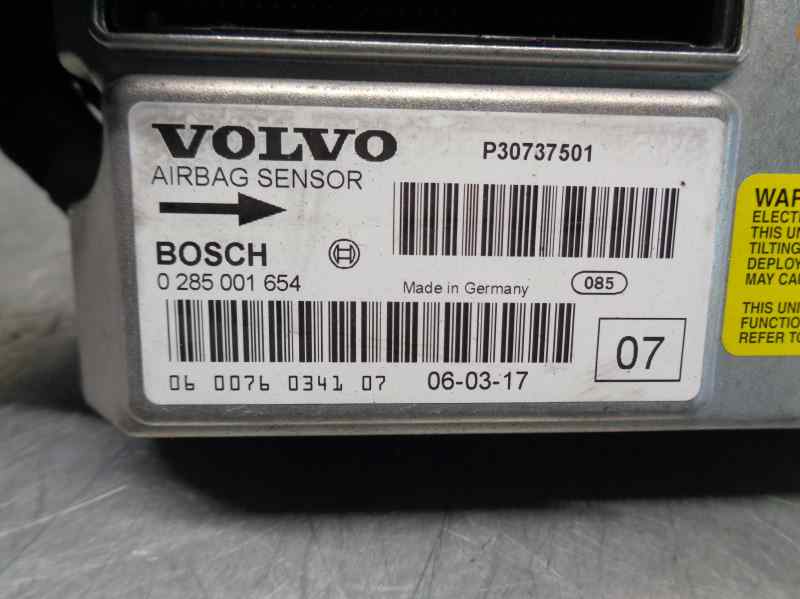 VOLVO
P30737501
AIRBAG SENSOR
BOSCH
0 285 001 654
Made in Germany
085
06 0076 0341 07
06-03-17
07
ELECT
THIS UNI
TILTING
DEPLOY
MAY CA
THIS UNI
FUNCTIO
REFER TO